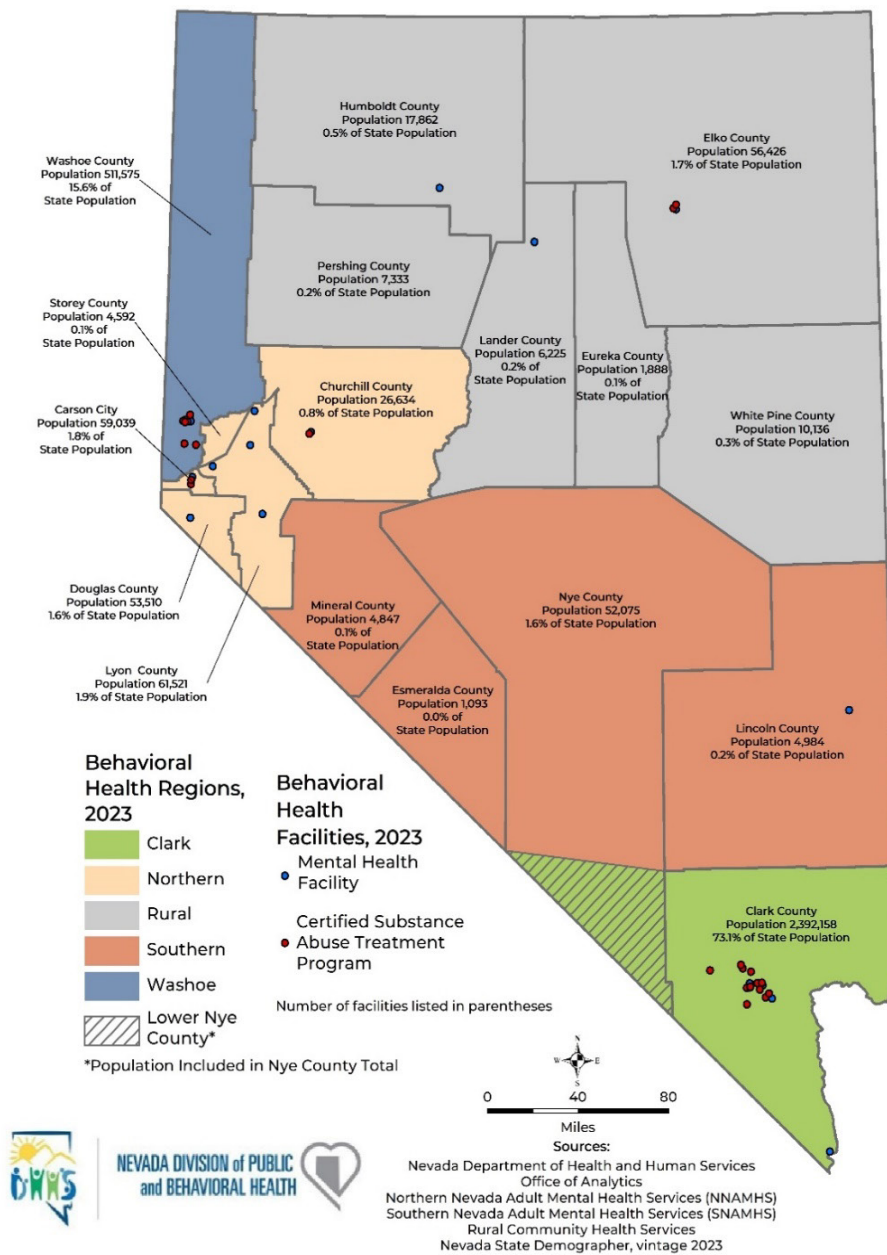 Humboldt County
Population 17,862
0.5% of State Population
Elko County
Population 56,426
1.7% of State Population
Washoe County
Population 511,575
15.6% of
State Population
Pershing County
Population 7,333
0.2% of State Population
Storey County
Population 4,592
0.1% of
State Population
Lander County
Population 6,225
0.2% of
State Population
Eureka County
Population 1,888
0.1% of
State Population
Churchill County
Population 26,634
0.8% of State Population
Carson City
Population 59,039
1.8% of
State Population
White Pine County
Population 10,136
0.3% of State Population
Douglas County
Population 53,510
1.6% of State Population
Mineral County
Population 4,847
0.1% of
State Population
Nye County
Population 52,075
1.6% of State Population
Lyon County
Population 61,521
1.9% of State Population
Esmeralda County
Population 1,093
0.0% of
State Population
Lincoln County
Population 4,984
0.2% of State Population
Clark County
Population 2,392,158
73.1% of State Population
Behavioral
Health Regions,
2023
Clark
Northern
Rural
Southern
Washoe
Lower Nye
County*
*Population Included in Nye County Total
Behavioral
Health
Facilities, 2023
Mental Health
Facility
Certified Substance
Abuse Treatment
Program
Number of facilities listed in parentheses
N
W E
S
0 40 80
Miles
Sources:
Nevada Department of Health and Human Services
Office of Analytics
Northern Nevada Adult Mental Health Services (NNAMHS)
Southern Nevada Adult Mental Health Services (SNAMHS)
Rural Community Health Services
Nevada State Demographer, vintage 2023
DHHS
NEVADA DIVISION of PUBLIC
and BEHAVIORAL HEALTH